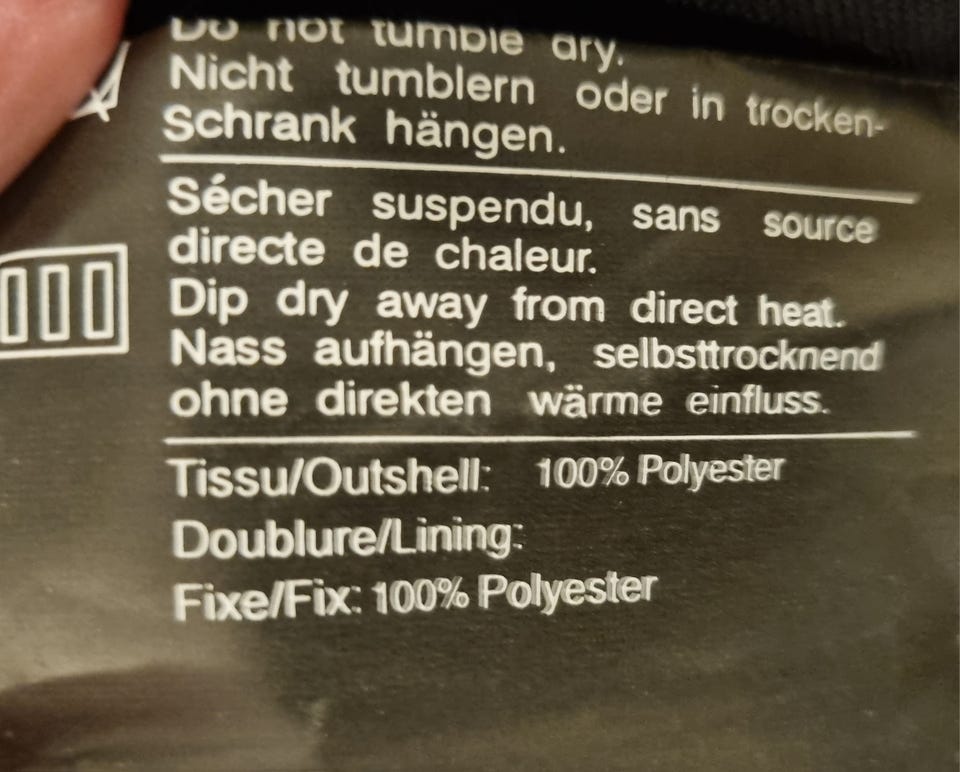 Do not tumble dry.
Nicht tumblern oder in trocken-
Schrank hängen.
Sécher suspendu, sans source
directe de chaleur.
Dip dry away from direct heat.
Nass aufhängen, selbsttrocknend
ohne direkten wärme einfluss.
Tissu/Outshell: 100% Polyester
Doublure/Lining:
Fixe/Fix: 100% Polyester